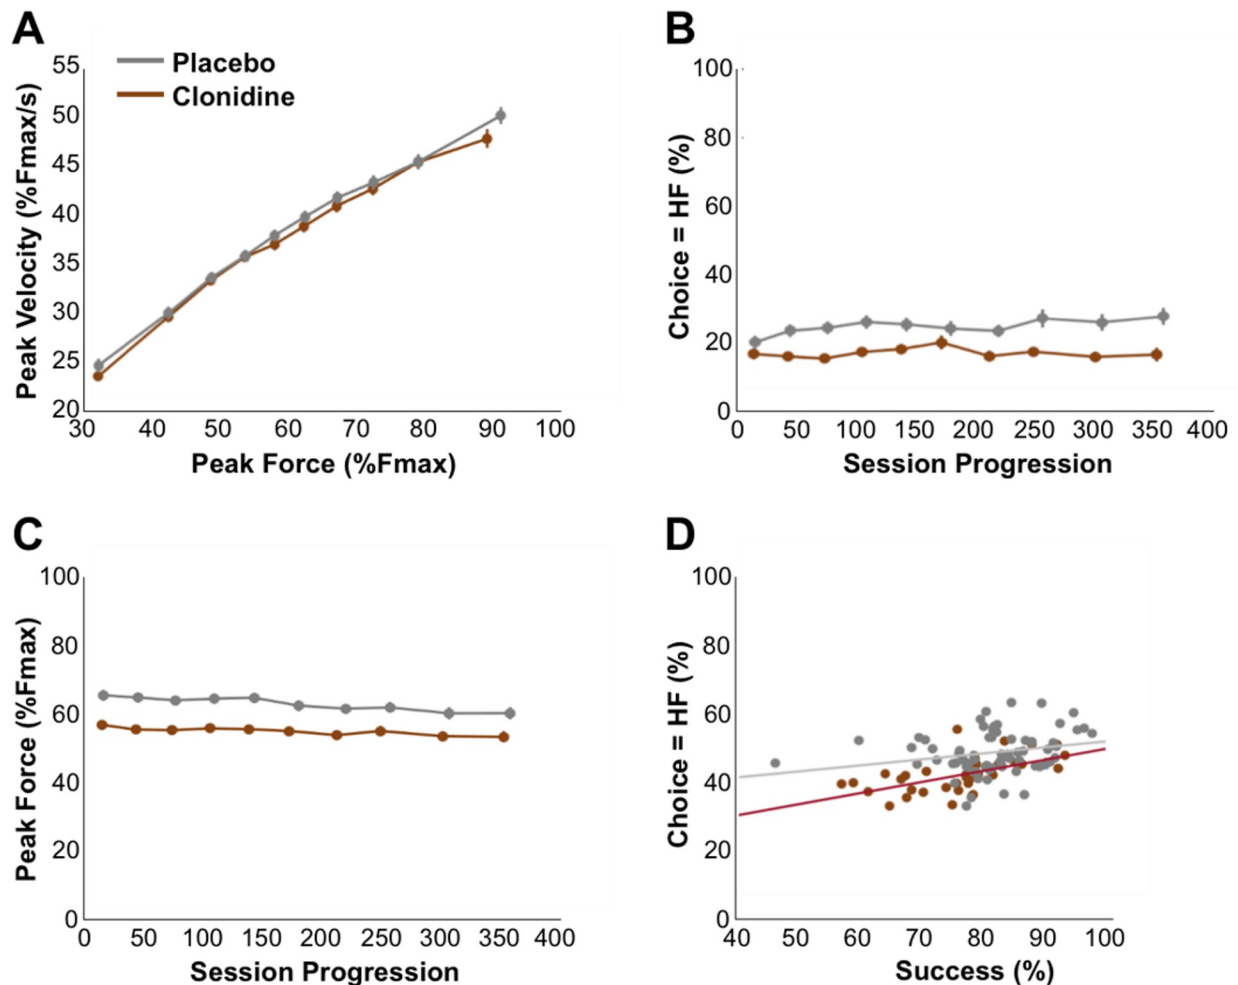 A
Placebo
Clonidine
Peak Velocity (%Fmax/s)
55
50
45
40
35
30
25
20
30 40 50 60 70 80 90 100
Peak Force (%Fmax)
B
Choice = HF (%)
100
80
60
40
20
0
0 50 100 150 200 250 300 350 400
Session Progression
C
Peak Force (%Fmax)
100
80
60
40
20
0
0 50 100 150 200 250 300 350 400
Session Progression
D
Choice = HF (%)
100
80
60
40
20
0
40 50 60 70 80 90 100
Success (%)